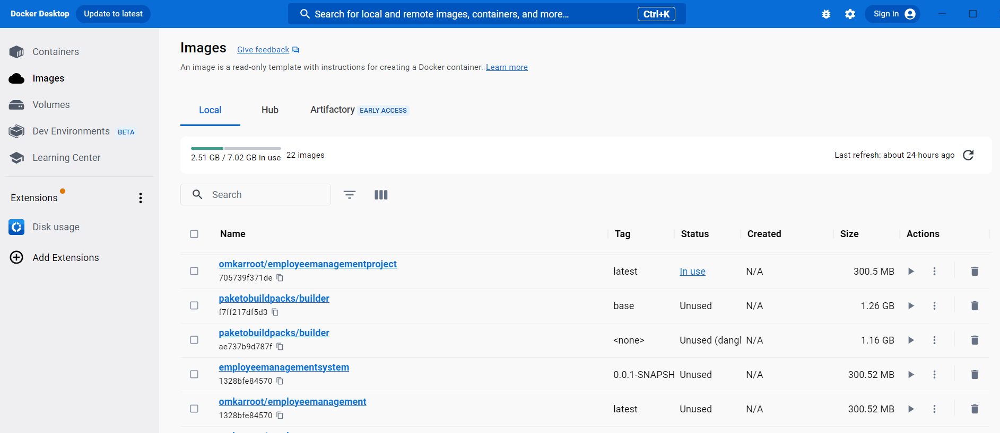 Docker Desktop Update to latest Search for local and remote images, containers, and more... Ctrl+K Sign in
Containers
Images
Volumes
Dev Environments BETA
Learning Center
Extensions
Disk usage
Add Extensions
Images Give feedback
An image is a read-only template with instructions for creating a Docker container. Learn more
Local Hub Artifactory EARLY ACCESS
2.51 GB / 7.02 GB in use 22 images Last refresh: about 24 hours ago
Search
Name Tag Status Created Size Actions
omkarroot/employeemanagementproject
705739f371de latest In use N/A 300.5 MB
paketobuildpacks/builder
f7ff217df5d3 base Unused N/A 1.26 GB
paketobuildpacks/builder
ae737b9d787f <none> Unused (dangl N/A 1.16 GB
employeemanagementsystem
1328bfe84570 0.0.1-SNAPSH Unused N/A 300.52 MB
omkarroot/employeemanagement
1328bfe84570 latest Unused N/A 300.52 MB